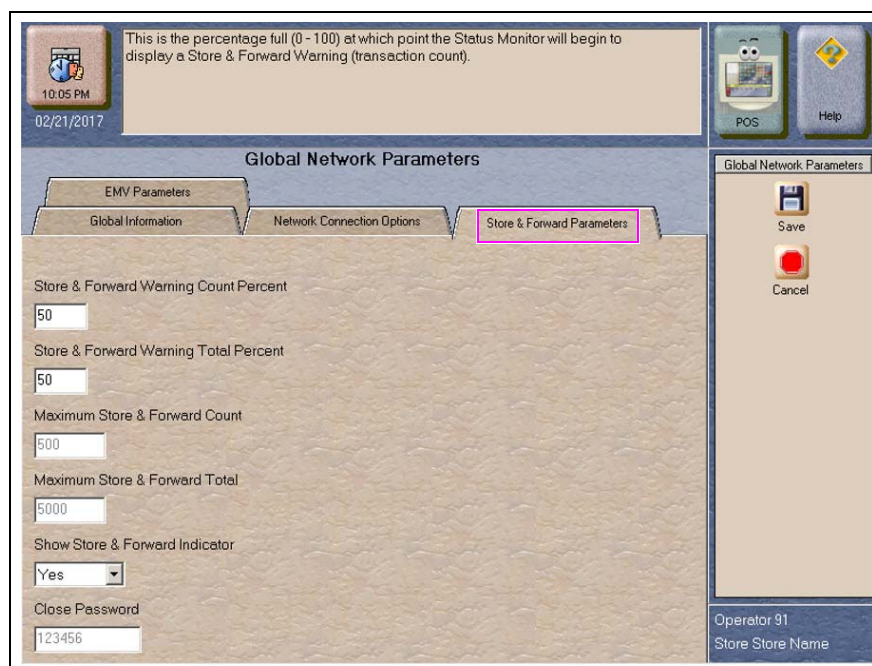 This is the percentage full (0 - 100) at which point the Status Monitor will begin to
display a Store & Forward Warning (transaction count).
10:05 PM
02/21/2017
POS
Help
Global Network Parameters
EMV Parameters
Global Information
Network Connection Options
Store & Forward Parameters
Store & Forward Warning Count Percent
50
Store & Forward Warning Total Percent
50
Maximum Store & Forward Count
500
Maximum Store & Forward Total
5000
Show Store & Forward Indicator
Yes
Close Password
123456
Global Network Parameters
Save
Cancel
Operator 91
Store Store Name